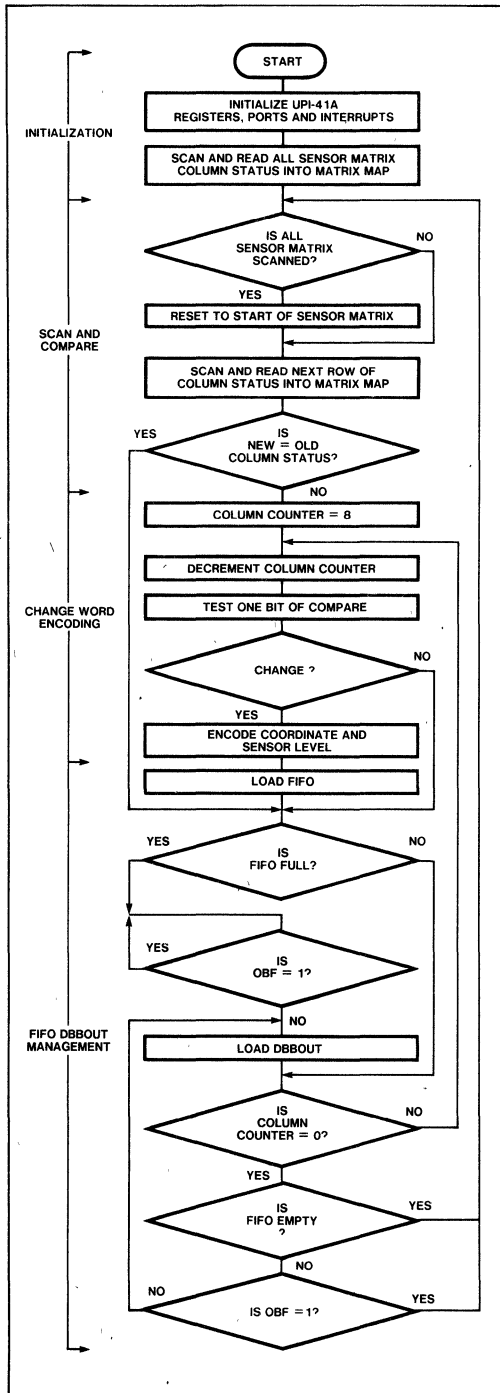 START
INITIALIZE UPI-41A
REGISTERS, PORTS AND INTERRUPTS
INITIALIZATION
SCAN AND READ ALL SENSOR MATRIX
COLUMN STATUS INTO MATRIX MAP
IS ALL
SENSOR MATRIX
SCANNED?
NO
YES
RESET TO START OF SENSOR MATRIX
SCAN AND
COMPARE
SCAN AND READ NEXT ROW OF
COLUMN STATUS INTO MATRIX MAP
YES
IS
NEW = OLD
COLUMN STATUS?
NO
COLUMN COUNTER = 8
DECREMENT COLUMN COUNTER
CHANGE WORD
ENCODING
TEST ONE BIT OF COMPARE
CHANGE ?
NO
YES
ENCODE COORDINATE AND
SENSOR LEVEL
LOAD FIFO
YES
IS
FIFO FULL?
NO
YES
IS
OBF = 1?
NO
FIFO DBBOUT
MANAGEMENT
LOAD DBBOUT
IS
COLUMN
COUNTER = 0?
NO
YES
IS
FIFO EMPTY
?
YES
NO
NO
IS OBF = 1?
YES